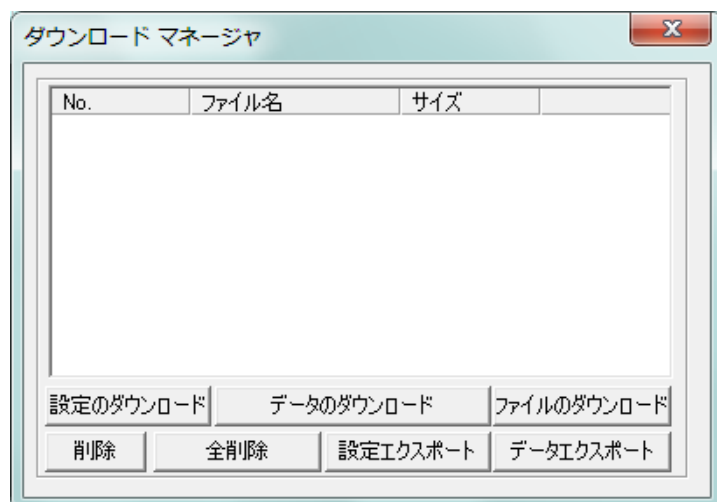 ダウンロード マネージャ
No. ファイル名 サイズ
設定のダウンロード データのダウンロード ファイルのダウンロード
削除 全削除 設定エクスポート データエクスポート